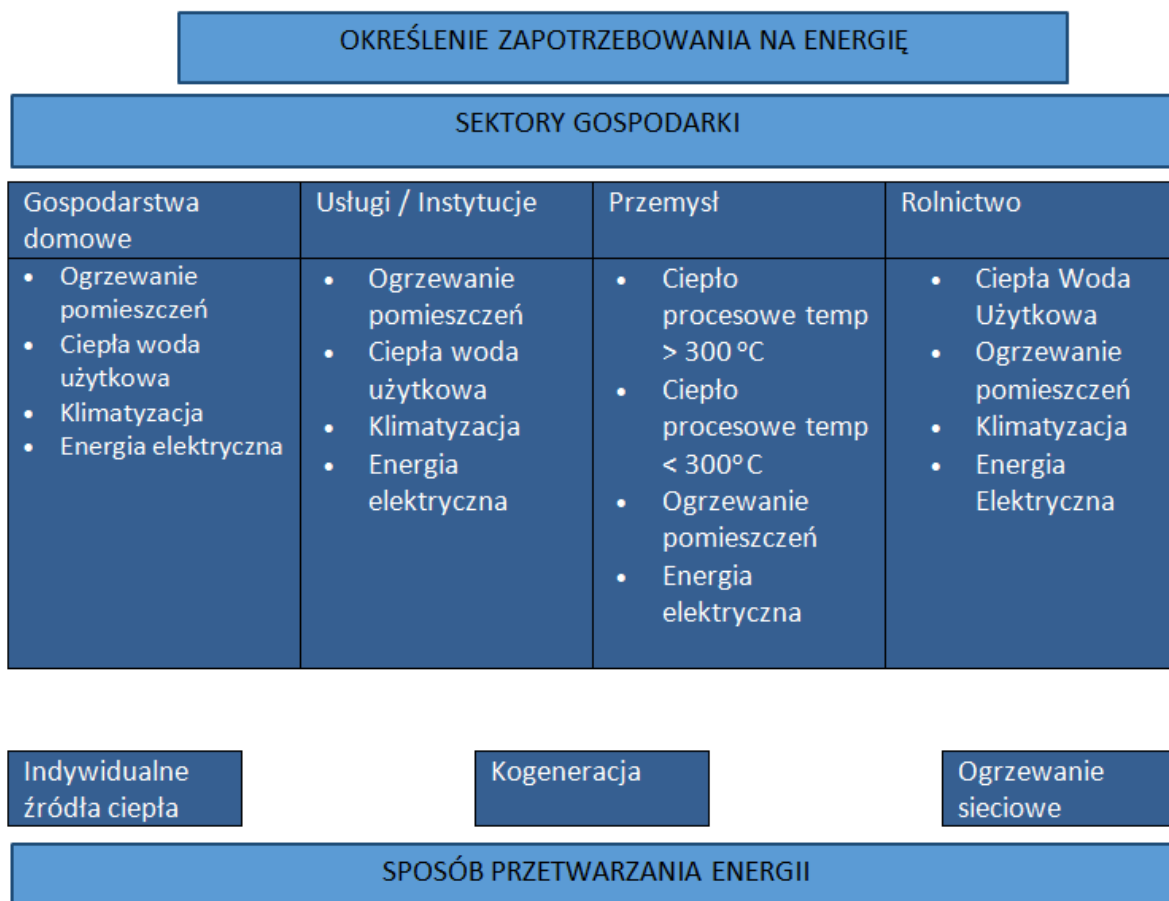 OKREŚLENIE ZAPOTRZEBOWANIA NA ENERGIĘ
SEKTORY GOSPODARKI
Gospodarstwa
domowe
• Ogrzewanie
pomieszczeń
• Ciepła woda
użytkowa
• Klimatyzacja
• Energia elektryczna
Usługi / Instytucje
• Ogrzewanie
pomieszczeń
• Ciepła woda
użytkowa
• Klimatyzacja
• Energia
elektryczna
Przemysł
• Ciepło
procesowe temp
> 300 °C
• Ciepło
procesowe temp
< 300°C
• Ogrzewanie
pomieszczeń
• Energia
elektryczna
Rolnictwo
• Ciepła Woda
Użytkowa
• Ogrzewanie
pomieszczeń
• Klimatyzacja
• Energia
Elektryczna
Indywidualne
źródła ciepła
Kogeneracja
Ogrzewanie
sieciowe
SPOSÓB PRZETWARZANIA ENERGII